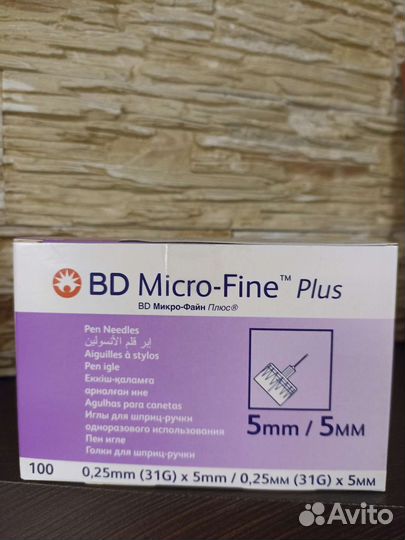 BD Micro-Fine™ Plus
BD Микро-Файн Плюс®
Pen Needles
إبر قلم الأنسولين
Aiguilles à stylos
Pen igle
Еккіш-қаламға
арналған ине
Agulhas para canetas
Иглы для шприц-ручки
одноразового использования
Пен игле
Голки для шприц-ручки
5mm / 5мм
100 0,25mm (31G) x 5mm / 0,25мм (31G) x 5мм
Avito